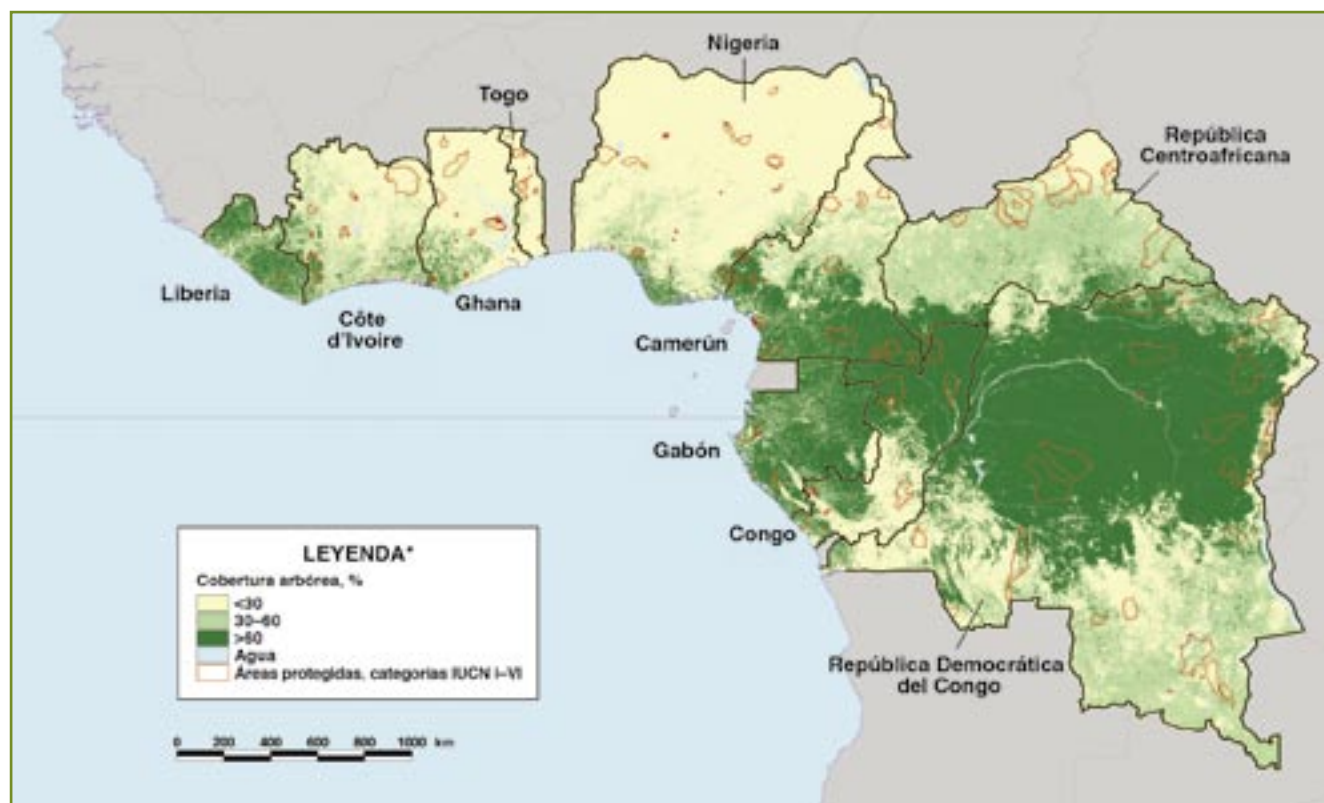 Nigeria
Togo
República
Centroafricana
Liberia
Côte
d'Ivoire
Ghana
Camerún
Gabón
Congo
República Democrática
del Congo
LEYENDA*
Cobertura arbórea, %
<30
30–60
>60
Agua
Áreas protegidas, categorías IUCN I–VI
0 200 400 600 800 1000 km